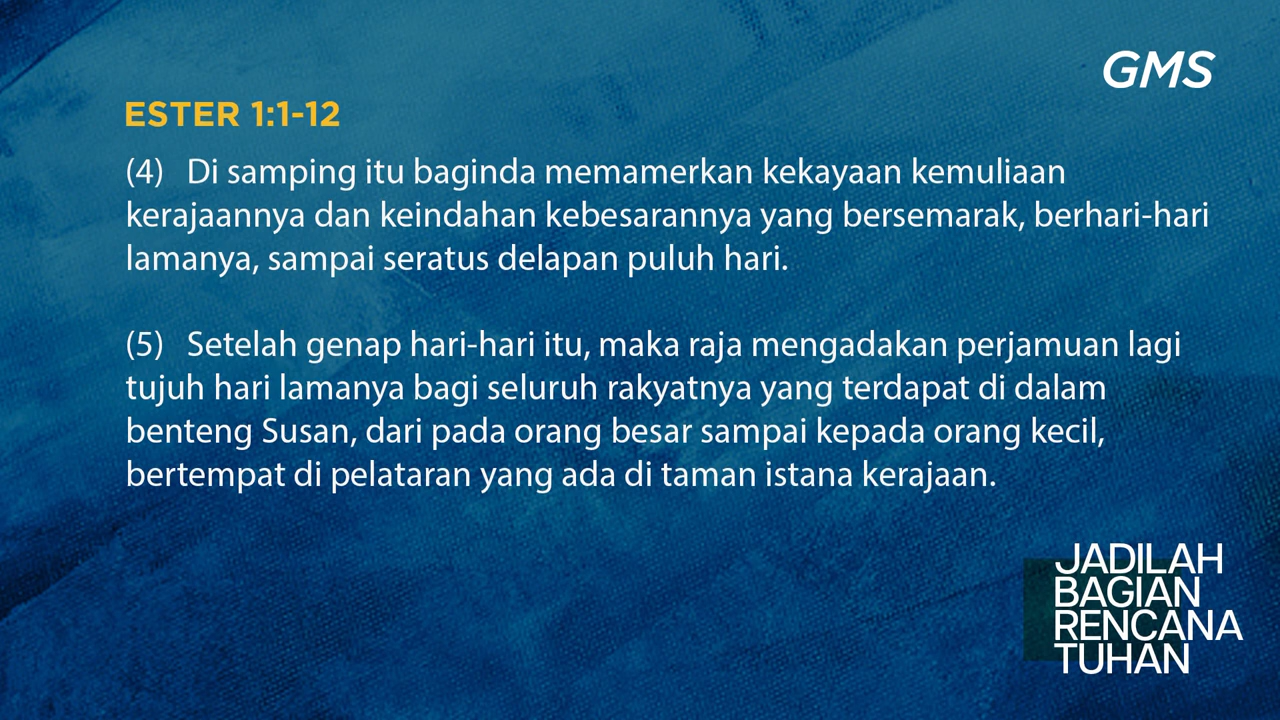 GMS
ESTER 1:1-12
(4) Di samping itu baginda memamerkan kekayaan kemuliaan
kerajaannya dan keindahan kebesarannya yang bersemarak, berhari-hari
lamanya, sampai seratus delapan puluh hari.
(5) Setelah genap hari-hari itu, maka raja mengadakan perjamuan lagi
tujuh hari lamanya bagi seluruh rakyatnya yang terdapat di dalam
benteng Susan, dari pada orang besar sampai kepada orang kecil,
bertempat di pelataran yang ada di taman istana kerajaan.
JADILAH
BAGIAN
RENCANA
TUHAN